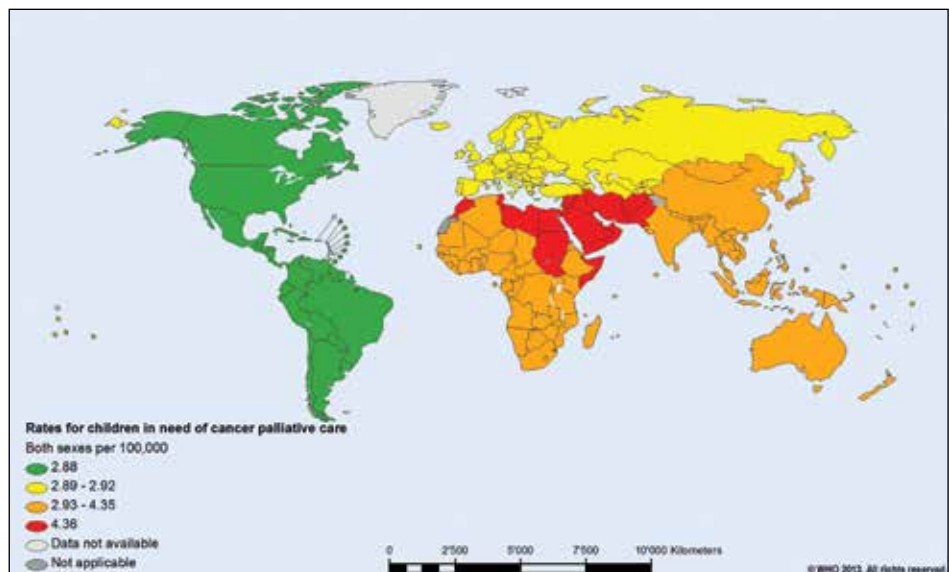 Rates for children in need of cancer palliative care
Both sexes per 100,000
2.88
2.89 - 2.92
2.93 - 4.35
4.36
Data not available
Not applicable
0 2'500 5'000 7'500 10'000 Kilometers
© WHO 2013. All rights reserved